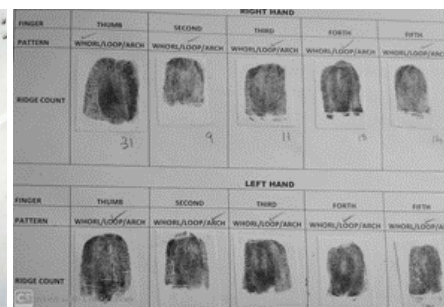 RIGHT HAND
FINGER THUMB SECOND THIRD FORTH FIFTH
PATTERN WHORL/LOOP/ARCH WHORL/LOOP/ARCH WHORL/LOOP/ARCH WHORL/LOOP/ARCH WHORL/LOOP/ARCH
RIDGE COUNT
31 9 11
LEFT HAND
FINGER THUMB SECOND THIRD FORTH FIFTH
PATTERN WHORL/LOOP/ARCH WHORL/LOOP/ARCH WHORL/LOOP/ARCH WHORL/LOOP/ARCH WHORL/LOOP/ARCH
RIDGE COUNT